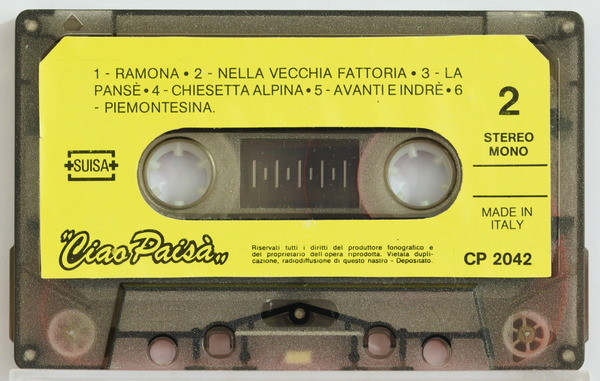 1 - RAMONA • 2 - NELLA VECCHIA FATTORIA • 3 - LA
PANSÈ • 4 - CHIESETTA ALPINA • 5 - AVANTI E INDRÈ • 6
- PIEMONTESINA.
2
STEREO
MONO
+SUISA+
MADE IN
ITALY
"Ciao Paisà"
Riservati tutti i diritti del produttore fonografico e
del proprietario dell'opera riprodotta. Vietata dupli-
cazione, radiodiffusione di questo nastro - Depositato.
CP 2042